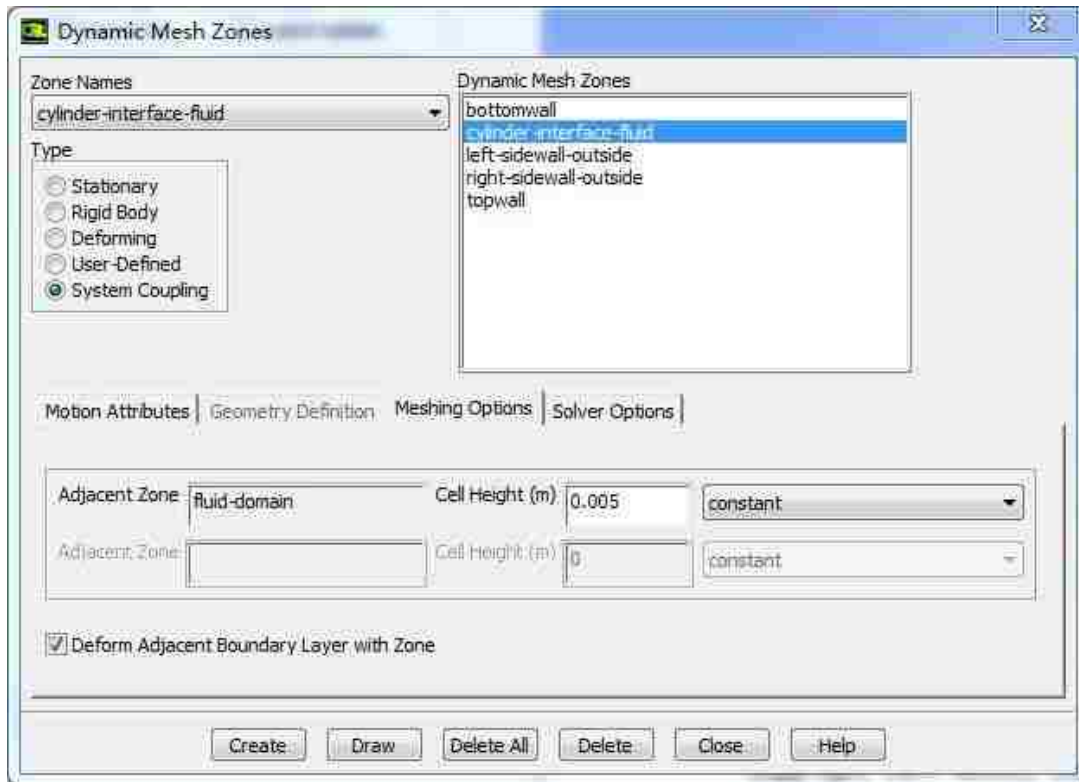 Dynamic Mesh Zones
Zone Names
cylinder-interface-fluid
Type
Stationary
Rigid Body
Deforming
User-Defined
System Coupling
Dynamic Mesh Zones
bottomwall
cylinder-interface-fluid
left-sidewall-outside
right-sidewall-outside
topwall
Motion Attributes
Geometry Definition
Meshing Options
Solver Options
Adjacent Zone fluid-domain Cell Height (m) 0.005 constant
Adjacent Zone Cell Height (m) 0 constant
Deform Adjacent Boundary Layer with Zone
Create Draw Delete All Delete Close Help